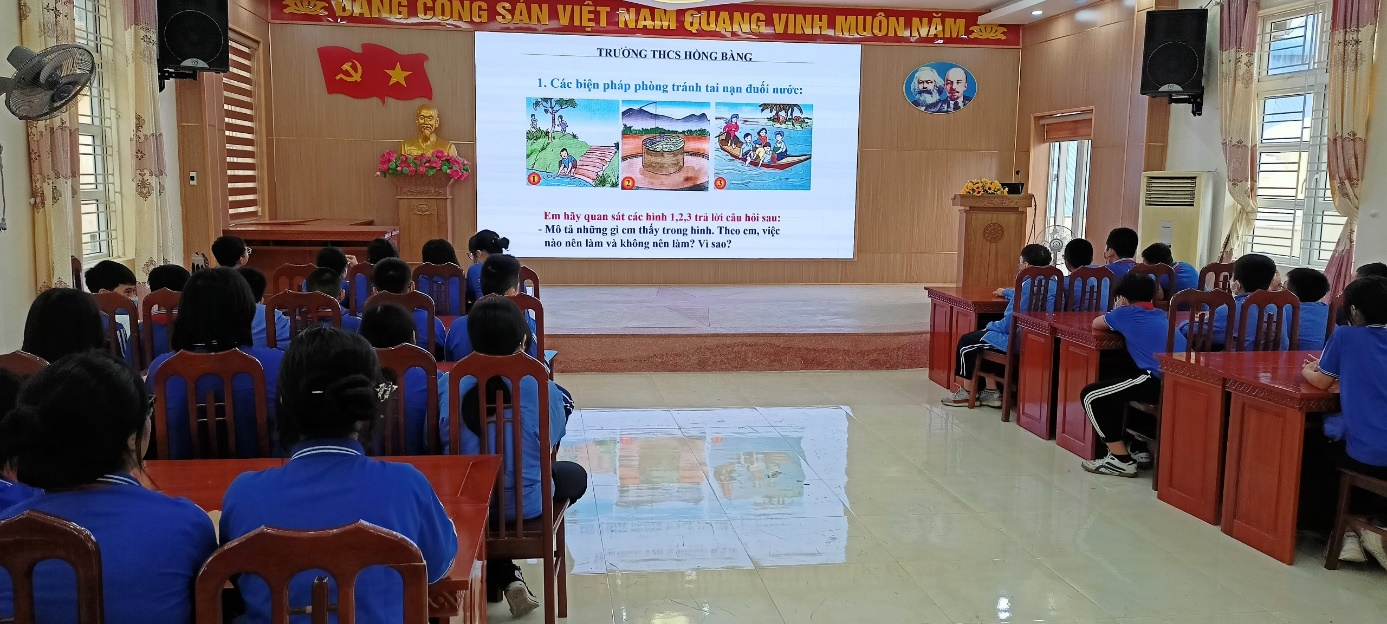 ĐẢNG CỘNG SẢN VIỆT NAM QUANG VINH MUÔN NĂM
TRƯỜNG THCS HỒNG BÀNG
1. Các biện pháp phòng tránh tai nạn đuối nước:
1 2 3
Em hãy quan sát các hình 1,2,3 trả lời câu hỏi sau:
- Mô tả những gì em thấy trong hình. Theo em, việc
nào nên làm và không nên làm? Vì sao?